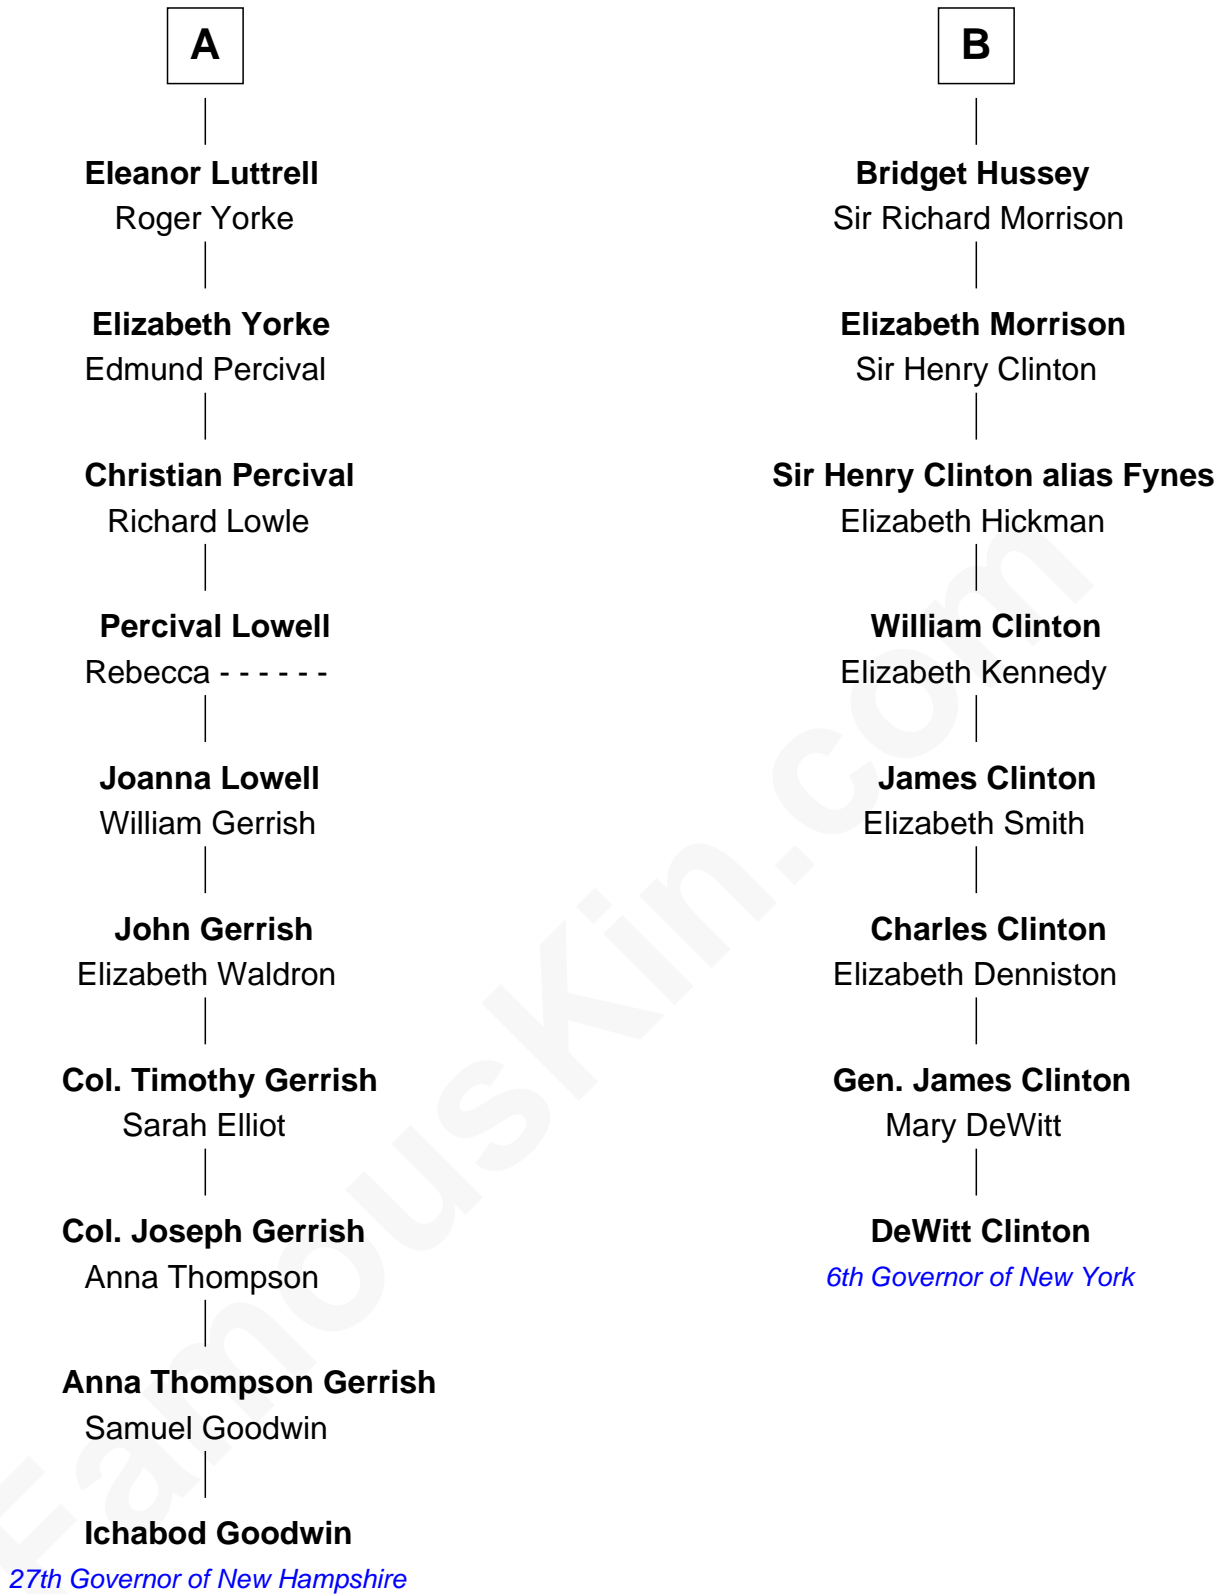 A
Eleanor Luttrell
Roger Yorke
Elizabeth Yorke
Edmund Percival
Christian Percival
Richard Lowle
Percival Lowell
Rebecca - - - - - -
Joanna Lowell
William Gerrish
John Gerrish
Elizabeth Waldron
Col. Timothy Gerrish
Sarah Elliot
Col. Joseph Gerrish
Anna Thompson
Anna Thompson Gerrish
Samuel Goodwin
Ichabod Goodwin
27th Governor of New Hampshire
B
Bridget Hussey
Sir Richard Morrison
Elizabeth Morrison
Sir Henry Clinton
Sir Henry Clinton alias Fynes
Elizabeth Hickman
William Clinton
Elizabeth Kennedy
James Clinton
Elizabeth Smith
Charles Clinton
Elizabeth Denniston
Gen. James Clinton
Mary DeWitt
DeWitt Clinton
6th Governor of New York
FamousKin.com